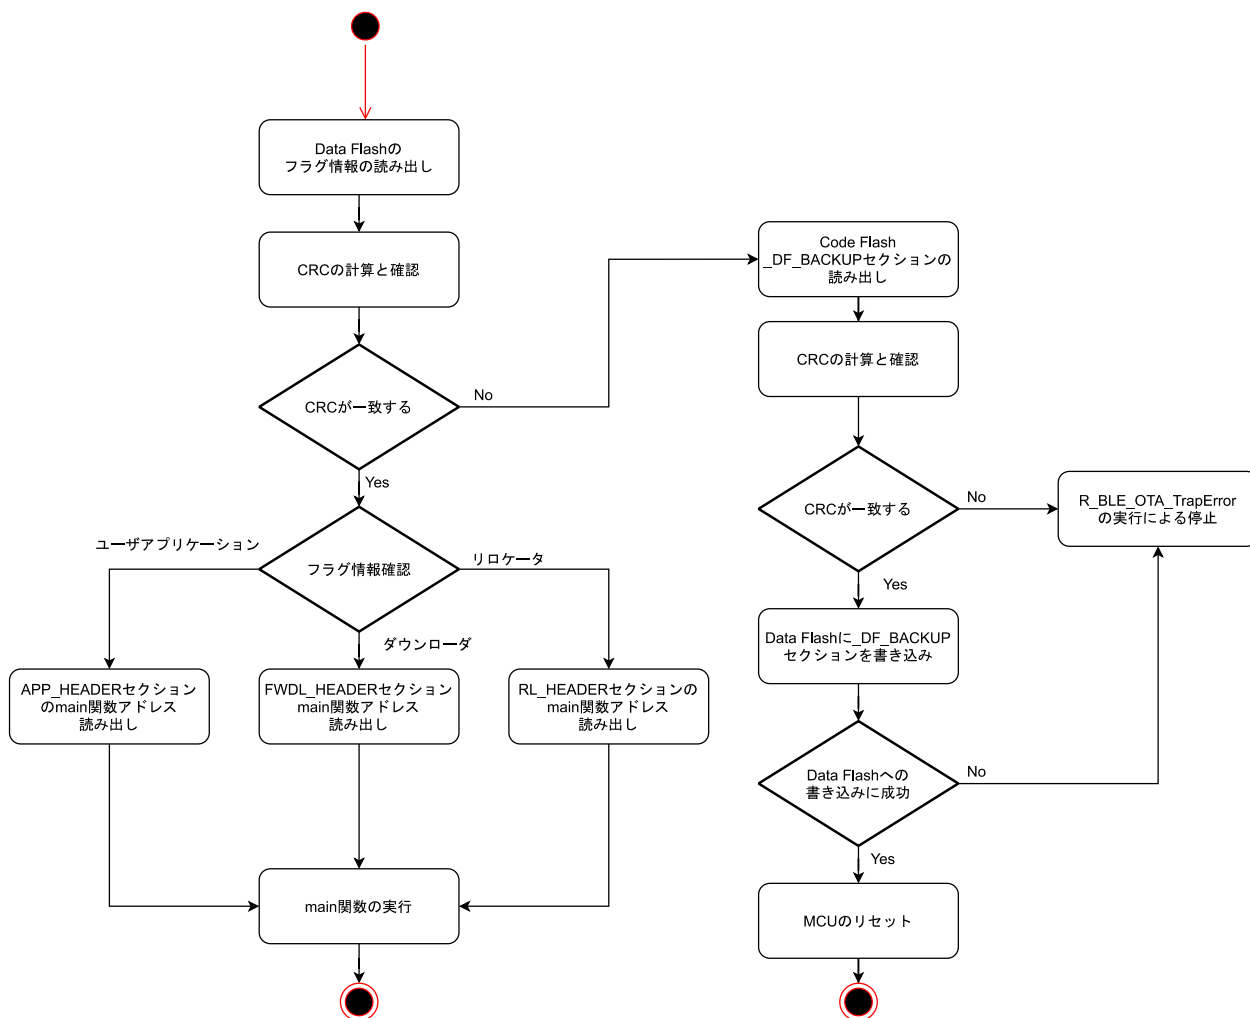 Data Flashの
フラグ情報の読み出し
CRCの計算と確認
CRCが一致する
No
Yes
ユーザアプリケーション
フラグ情報確認
リロケータ
ダウンローダ
APP_HEADERセクション
のmain関数アドレス
読み出し
FWDL_HEADERセクション
main関数アドレス
読み出し
RL_HEADERセクションの
main関数アドレス
読み出し
main関数の実行
Code Flash
_DF_BACKUPセクションの
読み出し
CRCの計算と確認
CRCが一致する
No
R_BLE_OTA_TrapError
の実行による停止
Yes
Data Flashに_DF_BACKUP
セクションを書き込み
Data Flashへの
書き込みに成功
No
Yes
MCUのリセット